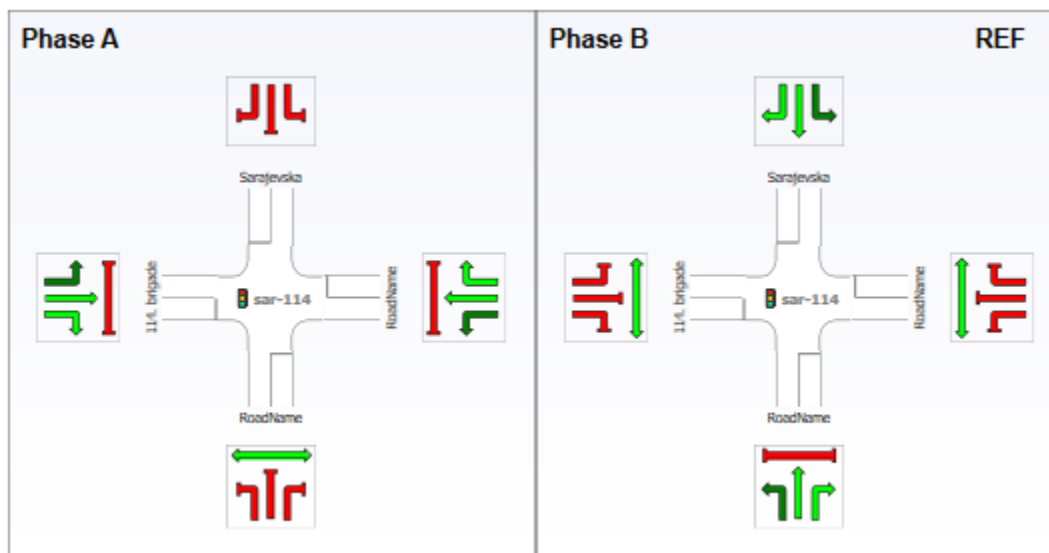 Phase A
Sarajevska
114. brigade
sar-114
RoadName
RoadName
Phase B
REF
Sarajevska
114. brigade
sar-114
RoadName
RoadName